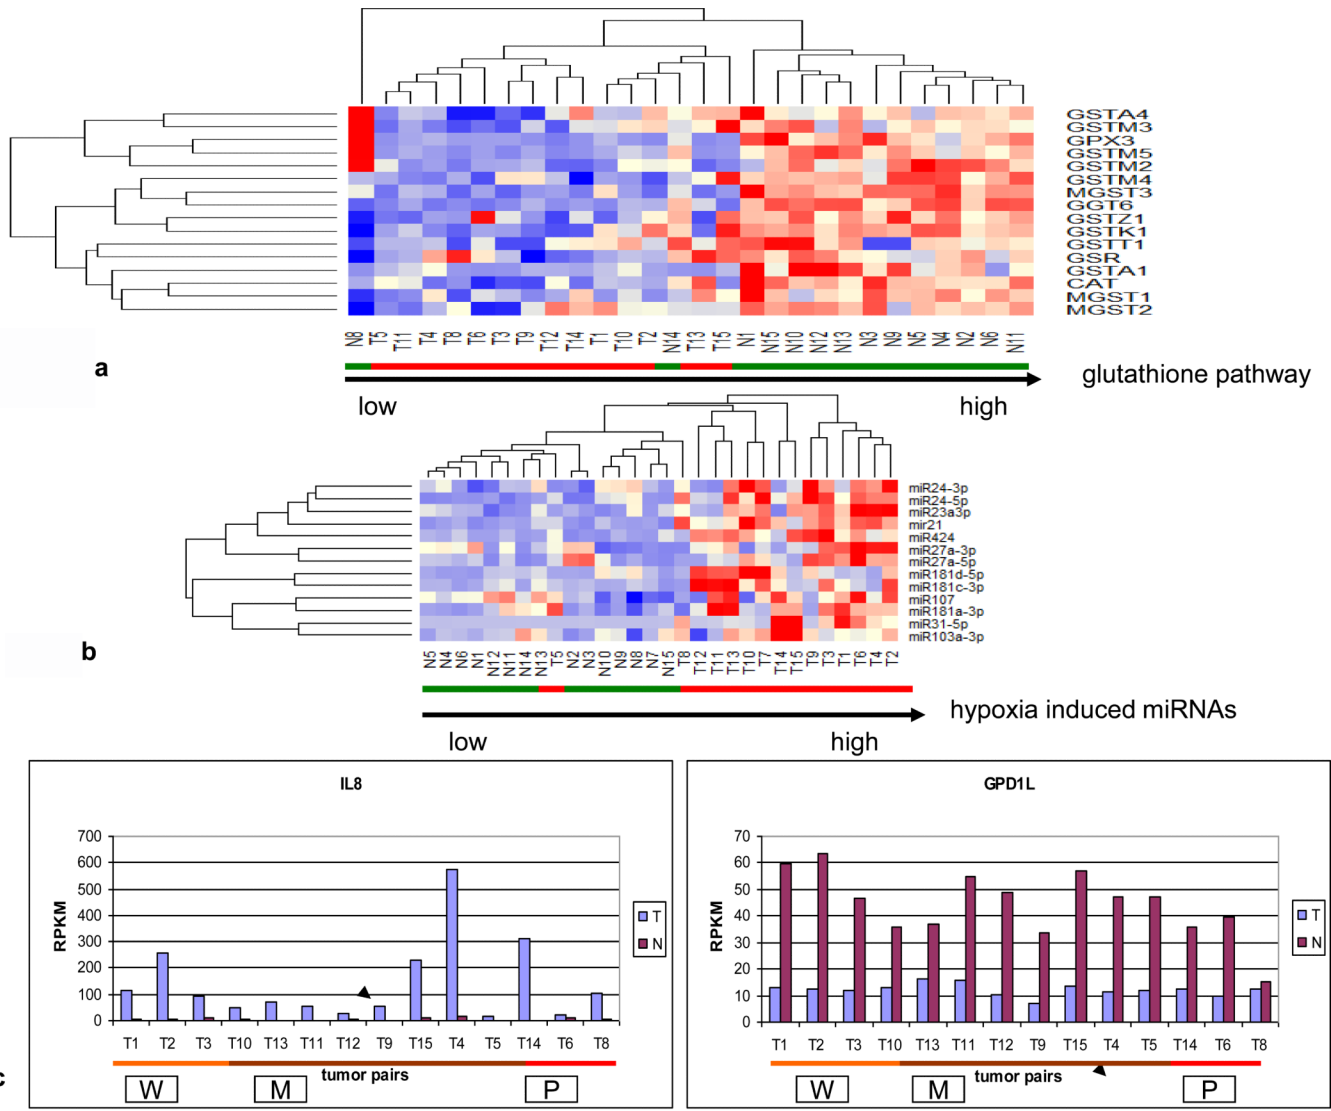 GSTA4
GSTM3
GPX3
GSTM5
GSTM2
GSTM4
MGST3
GGT6
GSTZ1
GSTK1
GSTT1
GSR
GSTA1
CAT
MGST1
MGST2
N8 T5 T11 T4 T8 T6 T3 T9 T12 T14 T1 T10 T2 N14 T13 T15 N1 N15 N10 N12 N13 N3 N9 N5 N4 N2 N6 N11
a
glutathione pathway
low high
miR24-3p
miR24-5p
miR23a3p
mir21
miR424
miR27a-3p
miR27a-5p
miR181d-5p
miR181c-3p
miR107
miR181a-3p
miR31-5p
miR103a-3p
b
N5 N4 N6 N1 N12 N11 N14 N13 T5 N2 N3 N10 N9 N8 N7 N15 T8 T12 T11 T13 T10 T7 T14 T15 T9 T3 T1 T6 T4 T2
hypoxia induced miRNAs
low high
IL8
700
600
500
400
300
200
100
0
RPKM
T
N
T1 T2 T3 T10 T13 T11 T12 T9 T15 T4 T5 T14 T6 T8
tumor pairs
W M P
GPD1L
70
60
50
40
30
20
10
0
RPKM
T
N
T1 T2 T3 T10 T13 T11 T12 T9 T15 T4 T5 T14 T6 T8
tumor pairs
W M P
c